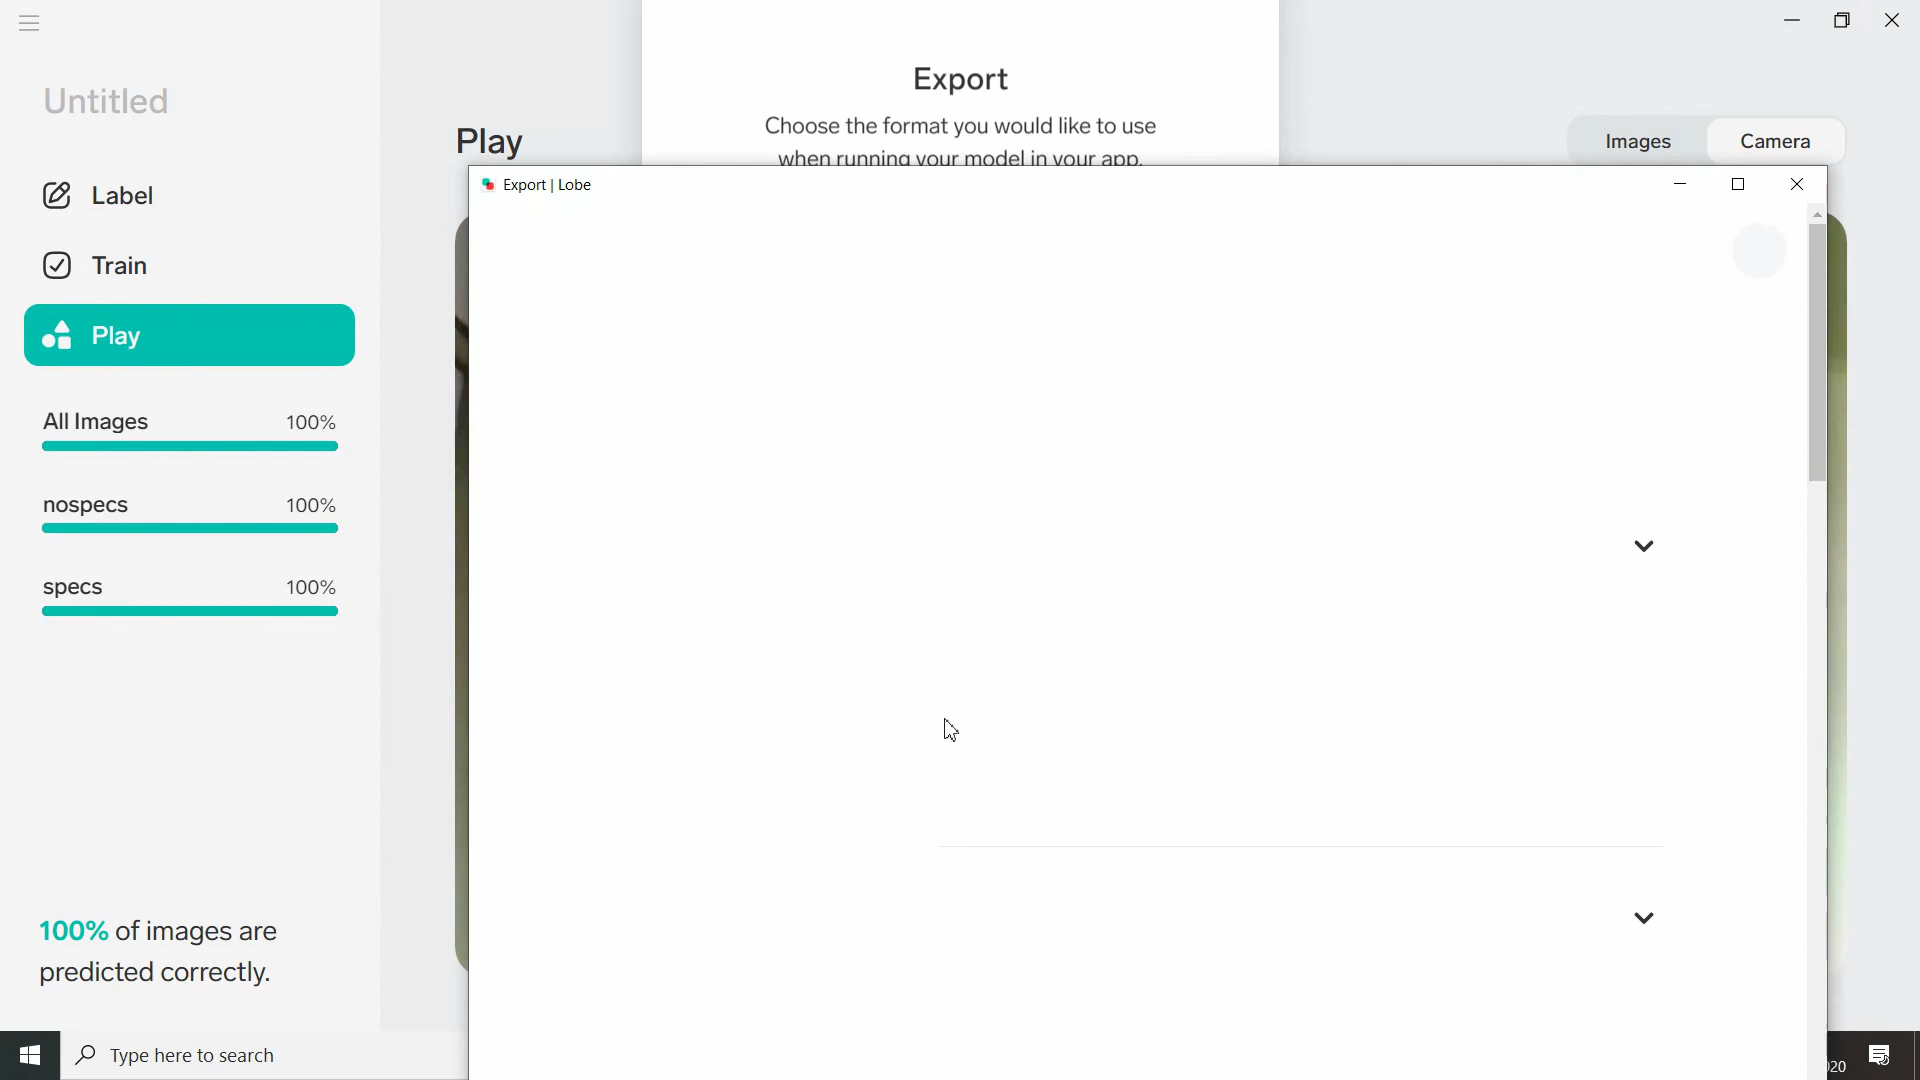 Untitled
Label
Train
Play
All Images 100%
nospecs 100%
specs 100%
100% of images are
predicted correctly.
Play
Export
Choose the format you would like to use
when running your model in your app.
Images
Camera
Export | Lobe
Type here to search
020